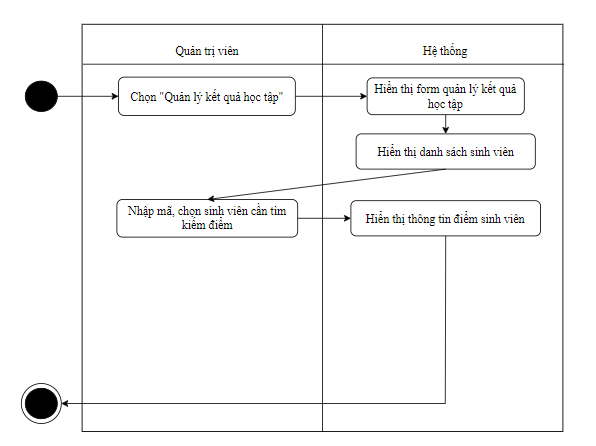 Quản trị viên
Hệ thống
Chọn "Quản lý kết quả học tập"
Hiển thị form quản lý kết quả
học tập
Hiển thị danh sách sinh viên
Nhập mã, chọn sinh viên cần tìm
kiếm điểm
Hiển thị thông tin điểm sinh viên